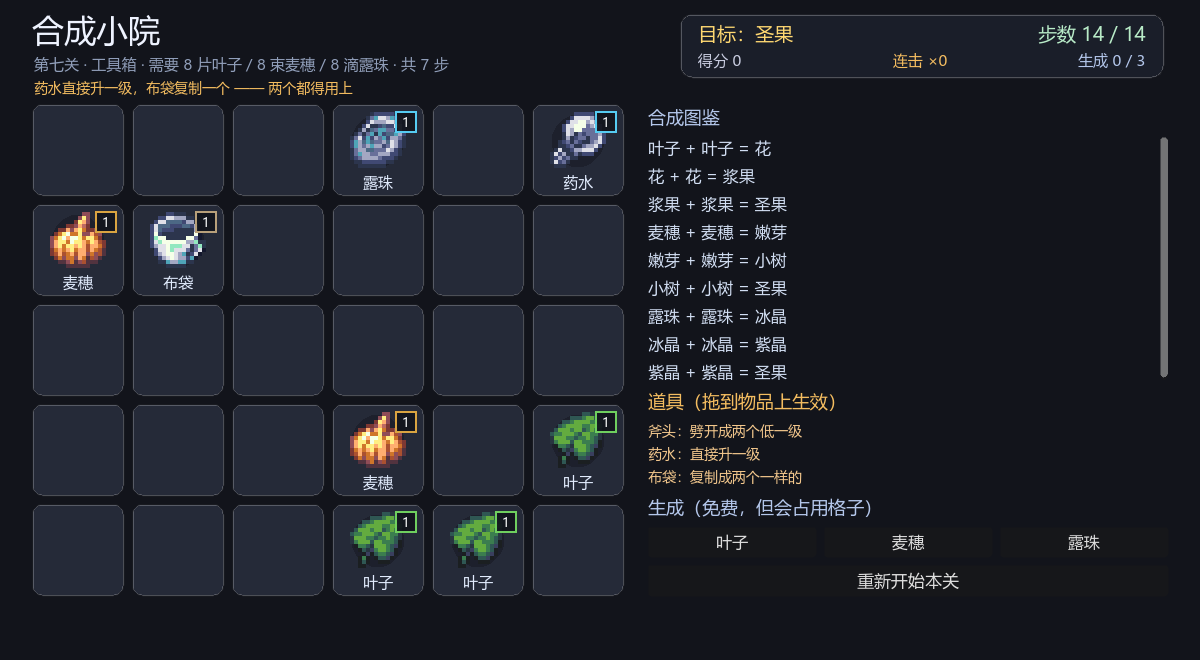 合成小院
第七关 · 工具箱 · 需要 8 片叶子 / 8 束麦穗 / 8 滴露珠 · 共 7 步
药水直接升一级，布袋复制一个 —— 两个都得用上
目标：圣果
步数 14 / 14
得分 0
连击 ×0
生成 0 / 3
1
露珠
1
药水
1
麦穗
1
布袋
1
麦穗
1
叶子
1
叶子
1
叶子
合成图鉴
叶子 + 叶子 = 花
花 + 花 = 浆果
浆果 + 浆果 = 圣果
麦穗 + 麦穗 = 嫩芽
嫩芽 + 嫩芽 = 小树
小树 + 小树 = 圣果
露珠 + 露珠 = 冰晶
冰晶 + 冰晶 = 紫晶
紫晶 + 紫晶 = 圣果
道具（拖到物品上生效）
斧头：劈开成两个低一级
药水：直接升一级
布袋：复制成两个一样的
生成（免费，但会占用格子）
叶子
麦穗
露珠
重新开始本关